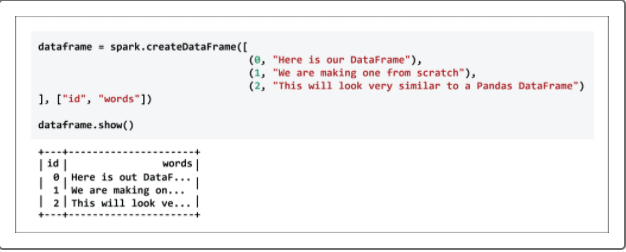 dataframe = spark.createDataFrame([
(0, "Here is our DataFrame"),
(1, "We are making one from scratch"),
(2, "This will look very similar to a Pandas DataFrame")
], ["id", "words"])
dataframe.show()
+---+--------------------+
| id| words|
| 0| Here is out DataF...|
| 1| We are making on...|
| 2| This will look ve...|
+---+--------------------+